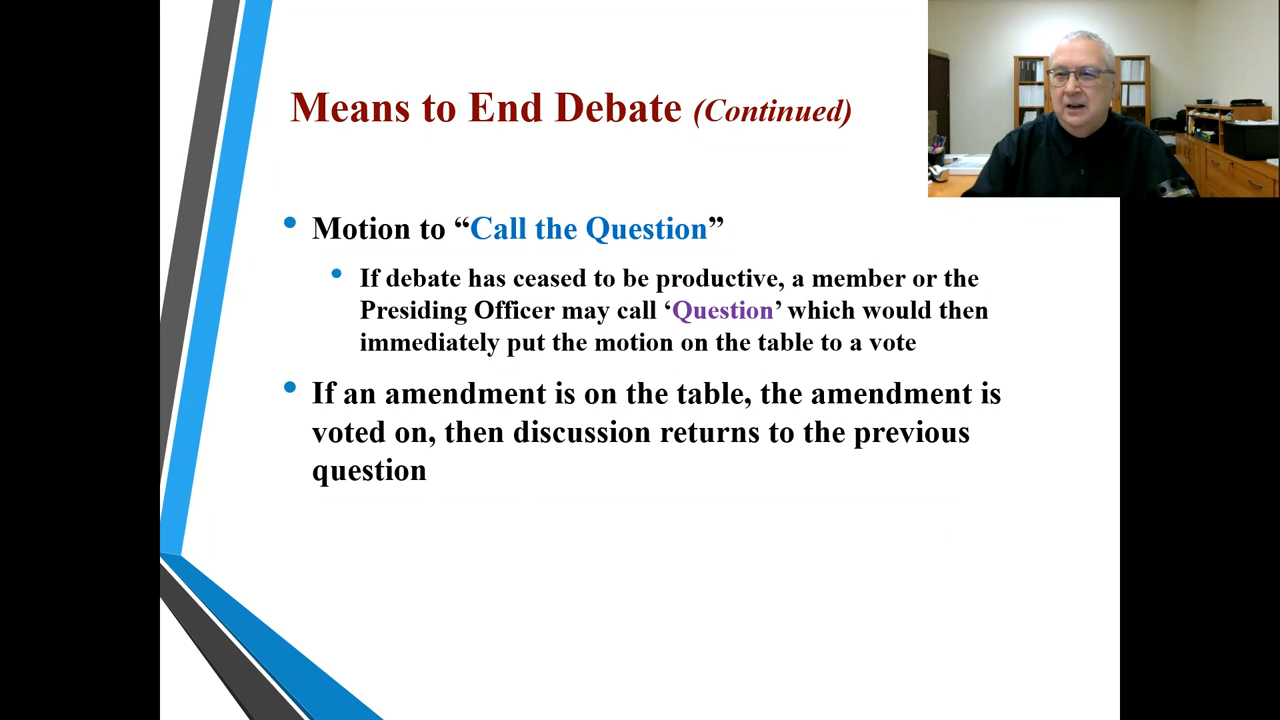 Means to End Debate (Continued)
• Motion to “Call the Question”
• If debate has ceased to be productive, a member or the
Presiding Officer may call ‘Question’ which would then
immediately put the motion on the table to a vote
• If an amendment is on the table, the amendment is
voted on, then discussion returns to the previous
question